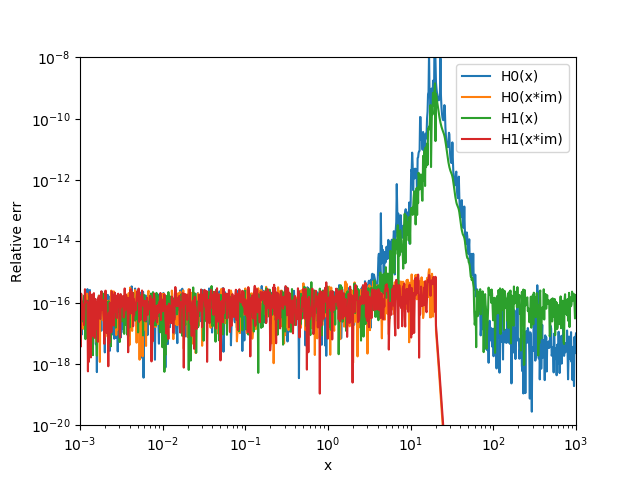 10⁻⁸
10⁻¹⁰
10⁻¹²
10⁻¹⁴
10⁻¹⁶
10⁻¹⁸
10⁻²⁰
Relative err
H0(x)
H0(x*im)
H1(x)
H1(x*im)
10⁻³ 10⁻² 10⁻¹ 10⁰ 10¹ 10² 10³
x